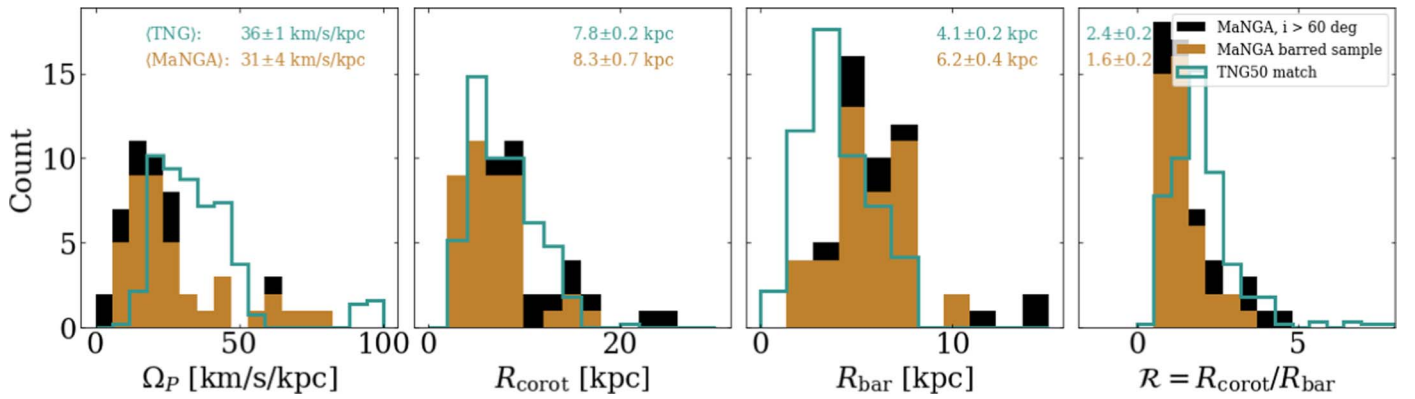 ⟨TNG⟩: 36±1 km/s/kpc
⟨MaNGA⟩: 31±4 km/s/kpc
7.8±0.2 kpc
8.3±0.7 kpc
4.1±0.2 kpc
6.2±0.4 kpc
2.4±0.2
1.6±0.2
MaNGA, i > 60 deg
MaNGA barred sample
TNG50 match
Count
15
10
5
0
0 50 100
0 20
0 10
0 5
Ω_P [km/s/kpc]
R_corot [kpc]
R_bar [kpc]
ℛ = R_corot/R_bar